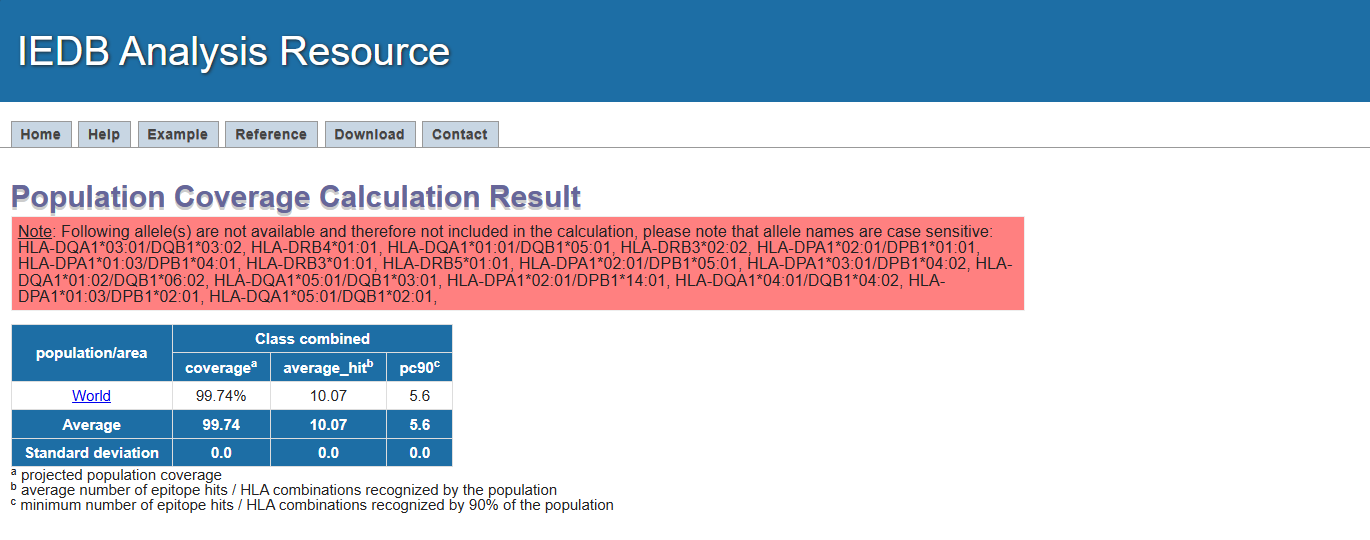 IEDB Analysis Resource
Home Help Example Reference Download Contact
Population Coverage Calculation Result
Note: Following allele(s) are not available and therefore not included in the calculation, please note that allele names are case sensitive:
HLA-DQA1*03:01/DQB1*03:02, HLA-DRB4*01:01, HLA-DQA1*01:01/DQB1*05:01, HLA-DRB3*02:02, HLA-DPA1*02:01/DPB1*01:01,
HLA-DPA1*01:03/DPB1*04:01, HLA-DRB3*01:01, HLA-DRB5*01:01, HLA-DPA1*02:01/DPB1*05:01, HLA-DPA1*03:01/DPB1*04:02, HLA-
DQA1*01:02/DQB1*06:02, HLA-DQA1*05:01/DQB1*03:01, HLA-DPA1*02:01/DPB1*14:01, HLA-DQA1*04:01/DQB1*04:02, HLA-
DPA1*01:03/DPB1*02:01, HLA-DQA1*05:01/DQB1*02:01,
population/area Class combined
coverage^a average_hit^b pc90^c
World 99.74% 10.07 5.6
Average 99.74 10.07 5.6
Standard deviation 0.0 0.0 0.0
^a projected population coverage
^b average number of epitope hits / HLA combinations recognized by the population
^c minimum number of epitope hits / HLA combinations recognized by 90% of the population